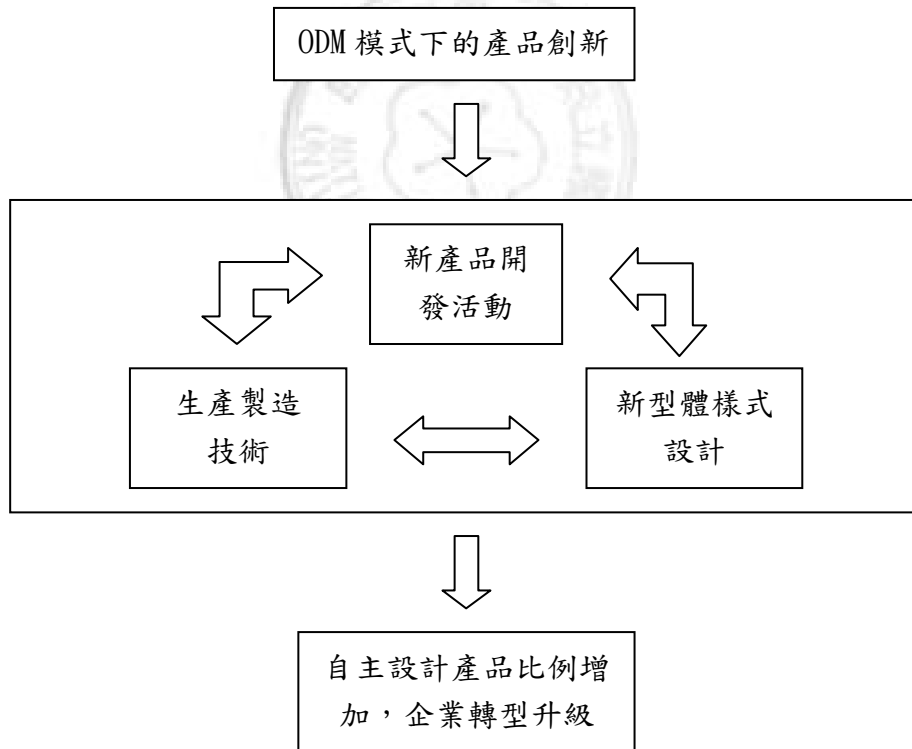 ODM 模式下的產品創新
新產品開
發活動
生產製造
技術
新型體樣式
設計
自主設計產品比例增
加，企業轉型升級